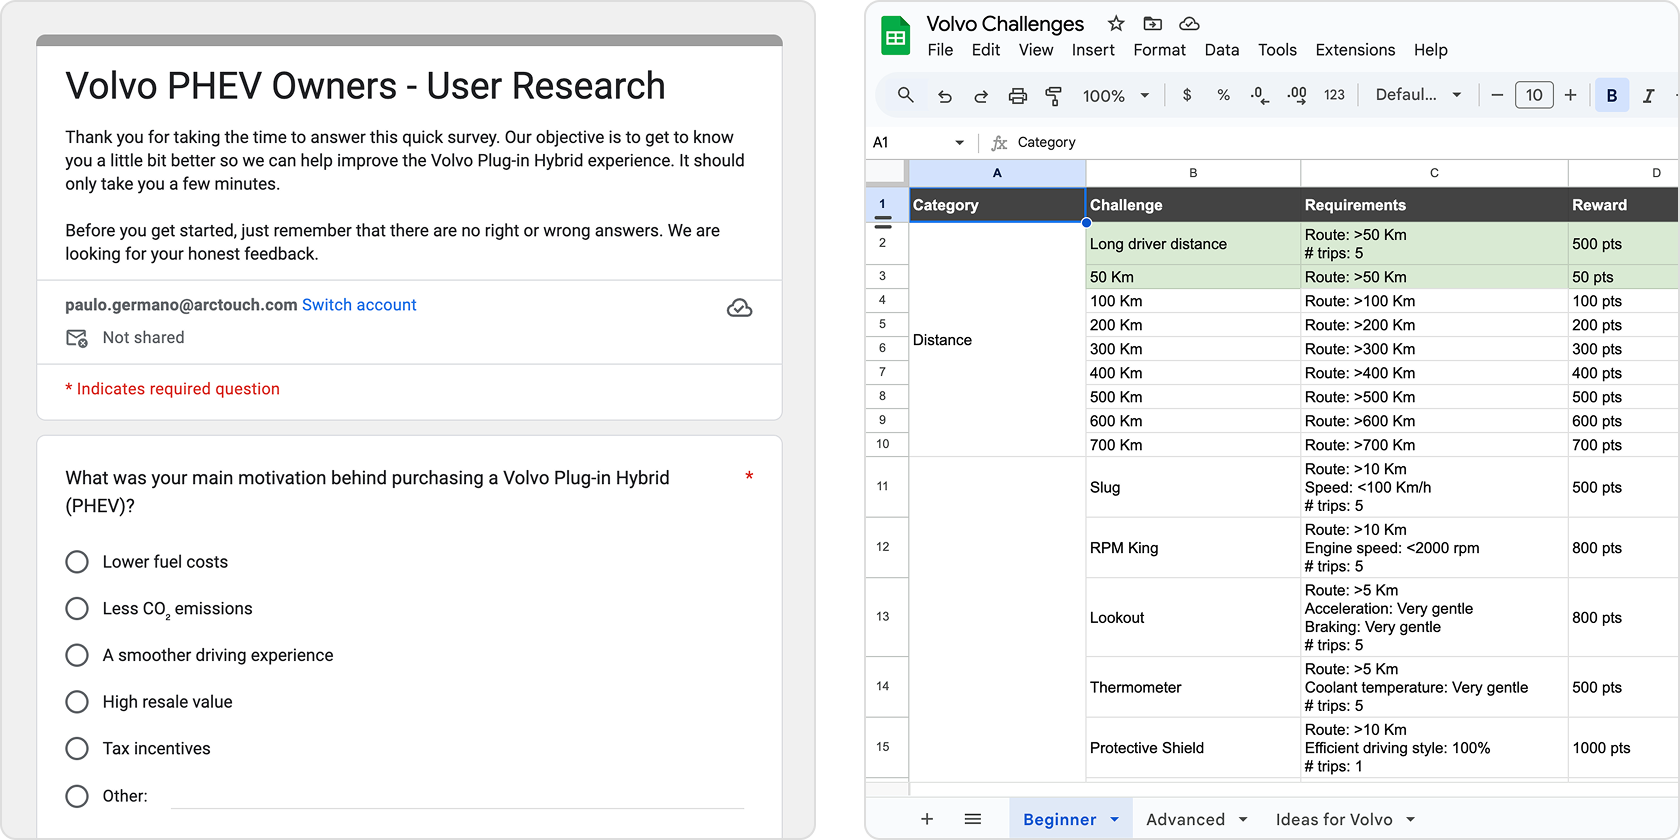 Volvo PHEV Owners - User Research
Thank you for taking the time to answer this quick survey. Our objective is to get to know
you a little bit better so we can help improve the Volvo Plug-in Hybrid experience. It should
only take you a few minutes.
Before you get started, just remember that there are no right or wrong answers. We are
looking for your honest feedback.
paulo.germano@arctouch.com Switch account
Not shared
* Indicates required question
What was your main motivation behind purchasing a Volvo Plug-in Hybrid *
(PHEV)?
Lower fuel costs
Less CO₂ emissions
A smoother driving experience
High resale value
Tax incentives
Other:
Volvo Challenges
File Edit View Insert Format Data Tools Extensions Help
100% $ % .0 .00 123 Defaul... − 10 + B I
A1 fx Category
A B C D
1 Category Challenge Requirements Reward
2 Long driver distance Route: >50 Km 500 pts
# trips: 5
3 50 Km Route: >50 Km 50 pts
4 100 Km Route: >100 Km 100 pts
5 200 Km Route: >200 Km 200 pts
Distance
6 300 Km Route: >300 Km 300 pts
7 400 Km Route: >400 Km 400 pts
8 500 Km Route: >500 Km 500 pts
9 600 Km Route: >600 Km 600 pts
10 700 Km Route: >700 Km 700 pts
Route: >10 Km
11 Slug Speed: <100 Km/h 500 pts
# trips: 5
Route: >10 Km
12 RPM King Engine speed: <2000 rpm 800 pts
# trips: 5
Route: >5 Km
Acceleration: Very gentle
13 Lookout Braking: Very gentle 800 pts
# trips: 5
Route: >5 Km
14 Thermometer Coolant temperature: Very gentle 500 pts
# trips: 5
Route: >10 Km
15 Protective Shield Efficient driving style: 100% 1000 pts
# trips: 1
+ Beginner Advanced Ideas for Volvo